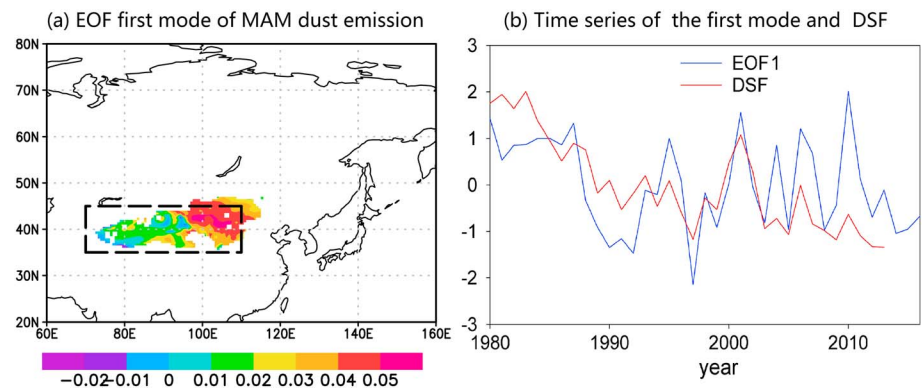 (a) EOF first mode of MAM dust emission
80N
70N
60N
50N
40N
30N
20N
60E 80E 100E 120E 140E 160E
−0.02 −0.01 0 0.01 0.02 0.03 0.04 0.05
(b) Time series of the first mode and DSF
EOF1
DSF
3
2
1
0
-1
-2
-3
1980 1990 2000 2010
year